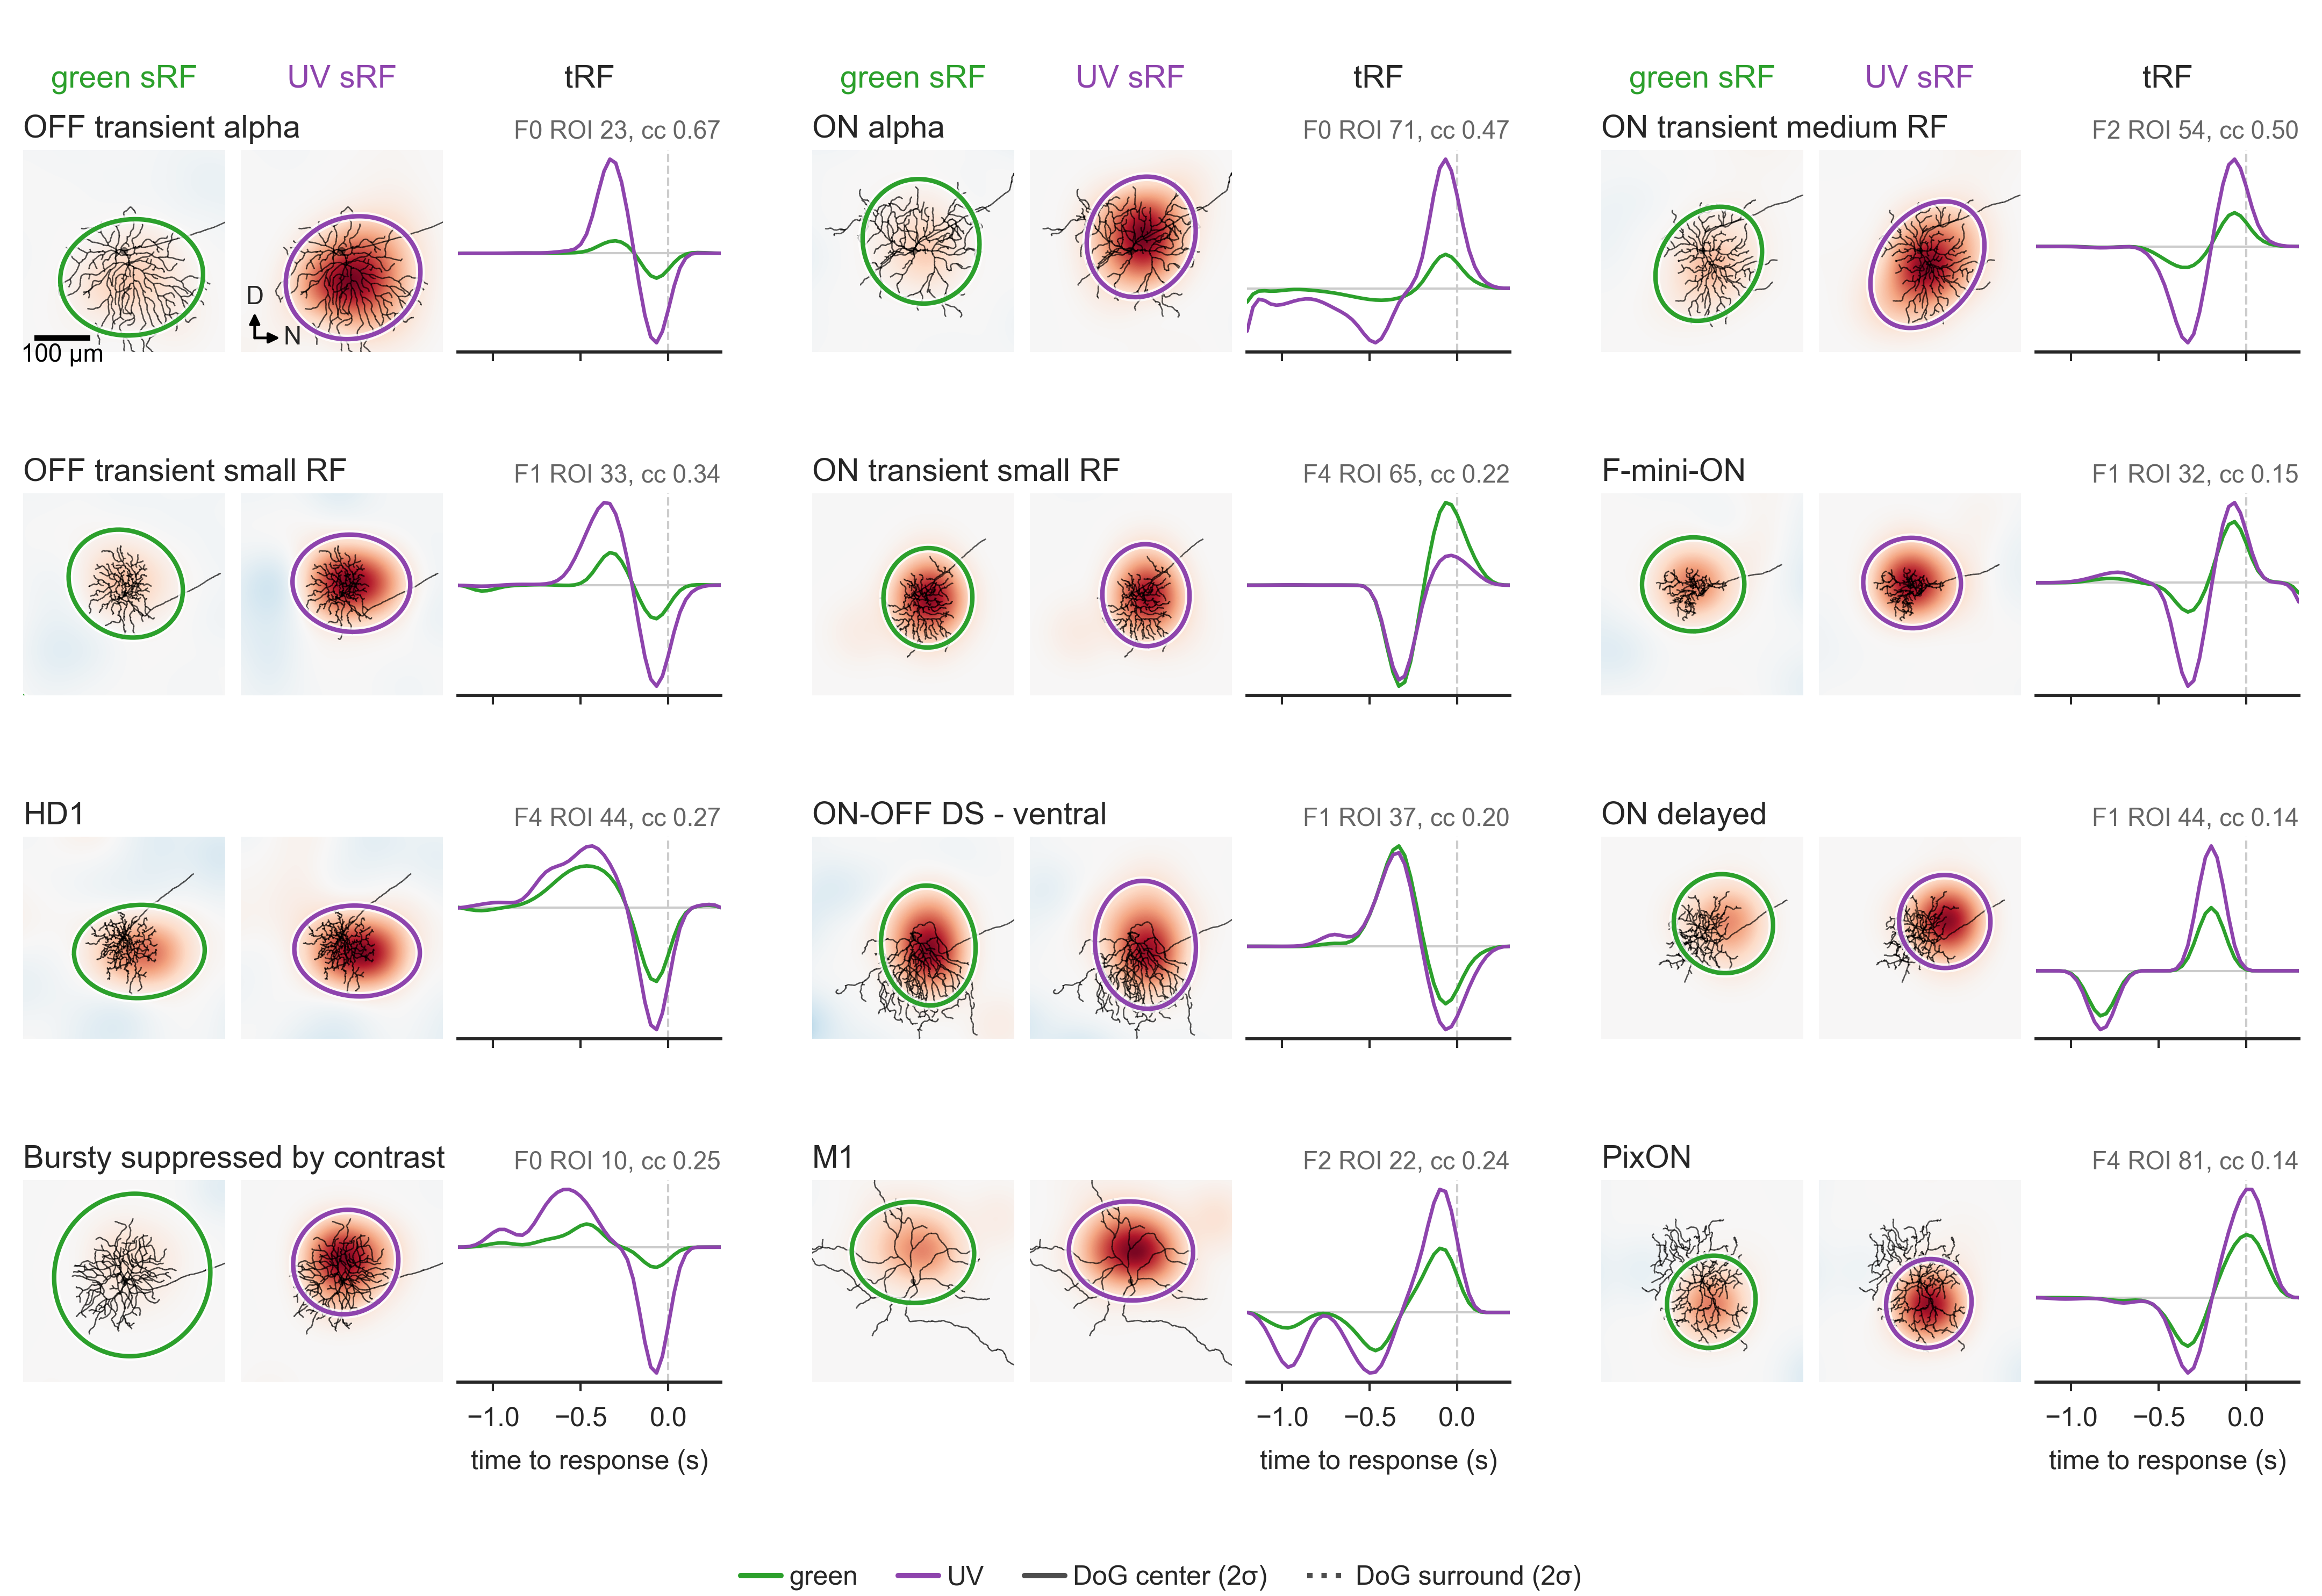 green sRF UV sRF tRF green sRF UV sRF tRF green sRF UV sRF tRF
OFF transient alpha F0 ROI 23, cc 0.67 ON alpha F0 ROI 71, cc 0.47 ON transient medium RF F2 ROI 54, cc 0.50
D
N
100 µm
OFF transient small RF F1 ROI 33, cc 0.34 ON transient small RF F4 ROI 65, cc 0.22 F-mini-ON F1 ROI 32, cc 0.15
HD1 F4 ROI 44, cc 0.27 ON-OFF DS - ventral F1 ROI 37, cc 0.20 ON delayed F1 ROI 44, cc 0.14
Bursty suppressed by contrast F0 ROI 10, cc 0.25 M1 F2 ROI 22, cc 0.24 PixON F4 ROI 81, cc 0.14
−1.0 −0.5 0.0 −1.0 −0.5 0.0 −1.0 −0.5 0.0
time to response (s) time to response (s) time to response (s)
green UV DoG center (2σ) DoG surround (2σ)